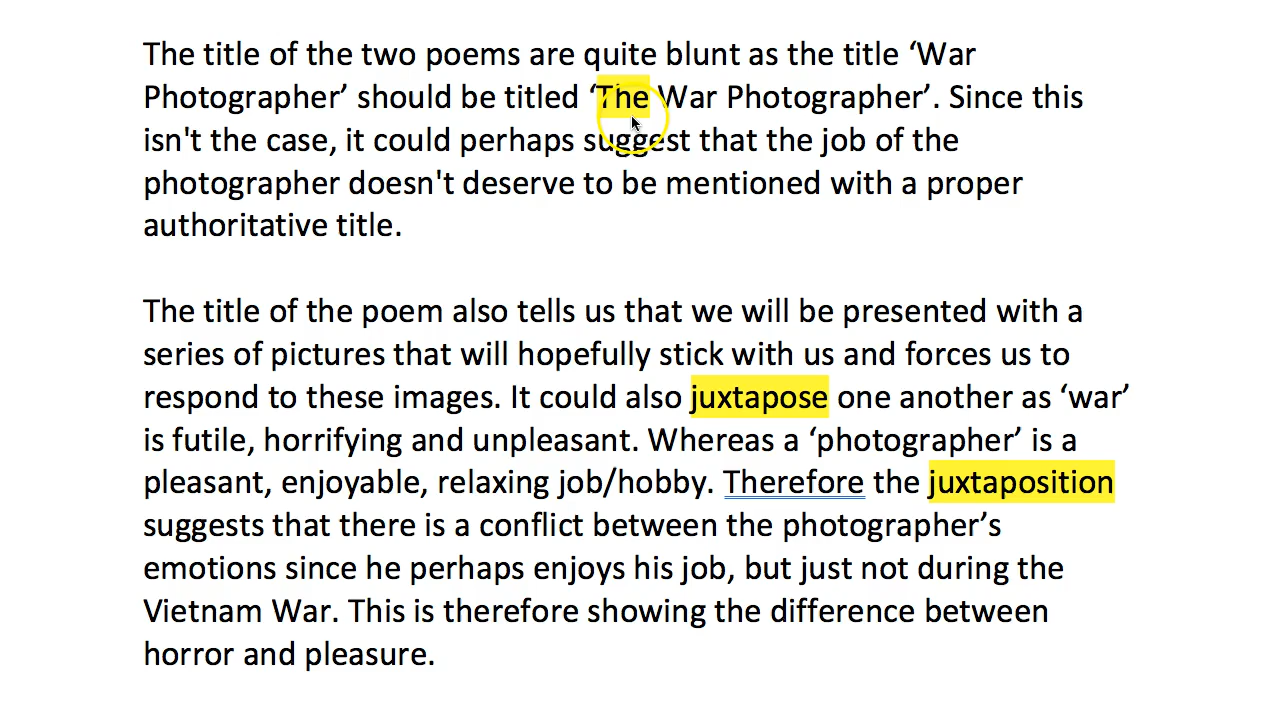 The title of the two poems are quite blunt as the title ‘War
Photographer’ should be titled ‘The War Photographer’. Since this
isn't the case, it could perhaps suggest that the job of the
photographer doesn't deserve to be mentioned with a proper
authoritative title.
The title of the poem also tells us that we will be presented with a
series of pictures that will hopefully stick with us and forces us to
respond to these images. It could also juxtapose one another as ‘war’
is futile, horrifying and unpleasant. Whereas a ‘photographer’ is a
pleasant, enjoyable, relaxing job/hobby. Therefore the juxtaposition
suggests that there is a conflict between the photographer’s
emotions since he perhaps enjoys his job, but just not during the
Vietnam War. This is therefore showing the difference between
horror and pleasure.